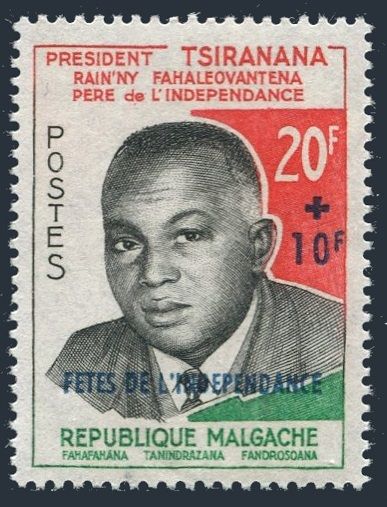 PRESIDENT TSIRANANA
RAIN'NY FAHALEOVANTENA
PERE de L'INDEPENDANCE
POSTES
20F
+
10F
FETES DE L'INDEPENDANCE
REPUBLIQUE MALGACHE
FAHAFAHANA TANINDRAZANA FANDROSOANA